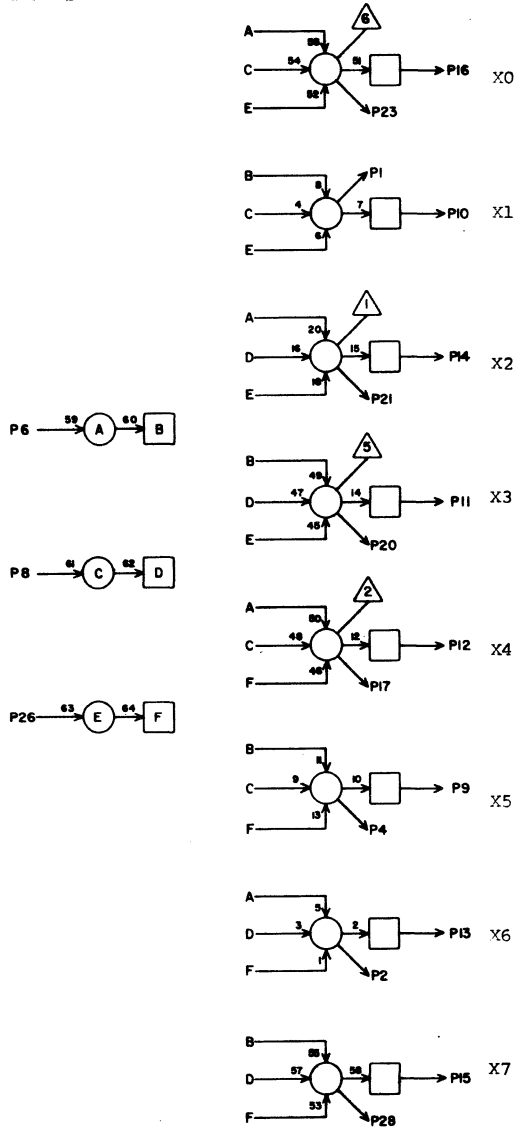 6
A
56
54
51
C
P16
X0
52
E
P23
P1
B
8
4
7
C
P10
X1
6
E
1
A
20
16
15
D
P14
X2
18
E
P21
59
60
P6
A
B
5
B
49
47
14
D
P11
X3
45
E
P20
61
62
P8
C
D
2
A
50
48
12
C
P12
X4
46
F
P17
63
64
P26
E
F
B
11
9
10
C
P9
X5
13
F
P4
A
5
3
2
D
P13
X6
1
F
P2
B
55
57
58
D
P15
X7
53
F
P28